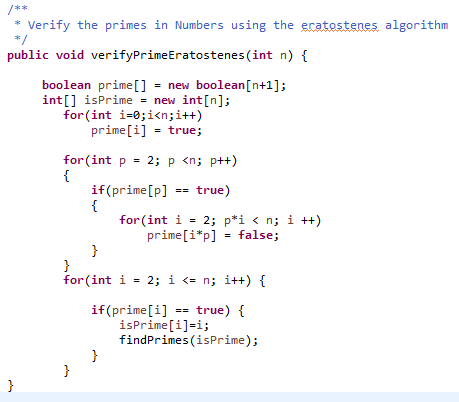 /**
 * Verify the primes in Numbers using the eratostenes algorithm
 */
public void verifyPrimeEratostenes(int n) {
boolean prime[] = new boolean[n+1];
int[] isPrime = new int[n];
for(int i=0;i<n;i++)
prime[i] = true;
for(int p = 2; p <n; p++)
{
if(prime[p] == true)
{
for(int i = 2; p*i < n; i ++)
prime[i*p] = false;
}
}
for(int i = 2; i <= n; i++) {
if(prime[i] == true) {
isPrime[i]=i;
findPrimes(isPrime);
}
}
}